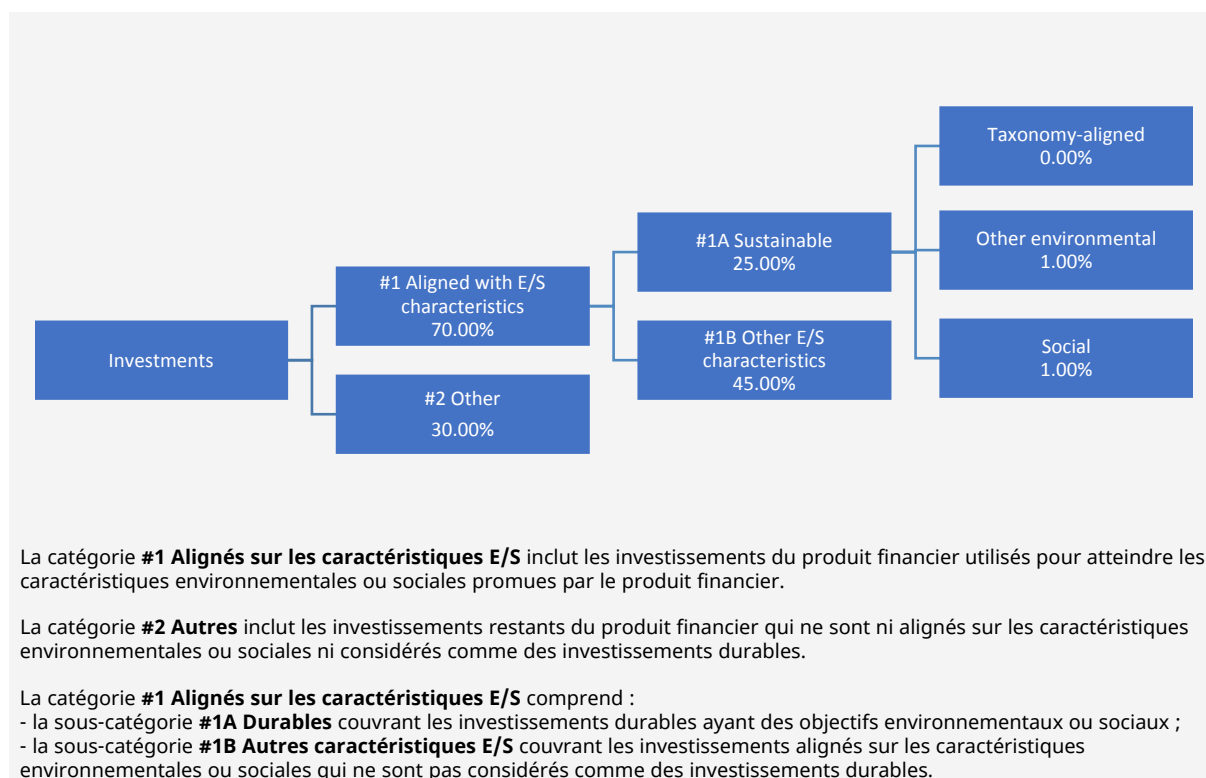 Investments
#1 Aligned with E/S
characteristics
70.00%
#2 Other
30.00%
#1A Sustainable
25.00%
#1B Other E/S
characteristics
45.00%
Taxonomy-aligned
0.00%
Other environmental
1.00%
Social
1.00%
La catégorie #1 Alignés sur les caractéristiques E/S inclut les investissements du produit financier utilisés pour atteindre les
caractéristiques environnementales ou sociales promues par le produit financier.
La catégorie #2 Autres inclut les investissements restants du produit financier qui ne sont ni alignés sur les caractéristiques
environnementales ou sociales ni considérés comme des investissements durables.
La catégorie #1 Alignés sur les caractéristiques E/S comprend :
- la sous-catégorie #1A Durables couvrant les investissements durables ayant des objectifs environnementaux ou sociaux ;
- la sous-catégorie #1B Autres caractéristiques E/S couvrant les investissements alignés sur les caractéristiques
environnementales ou sociales qui ne sont pas considérés comme des investissements durables.